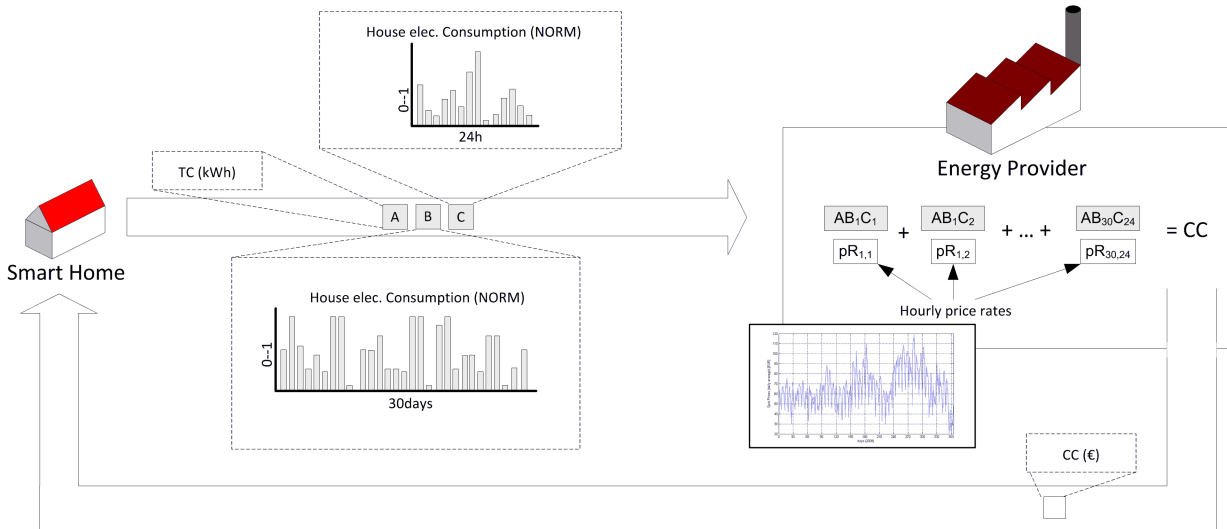 House elec. Consumption (NORM)
0--1
24h
TC (kWh)
A
B
C
Smart Home
House elec. Consumption (NORM)
0--1
30days
Energy Provider
AB₁C₁ + AB₁C₂ + ... + AB₃₀C₂₄ = CC
pR₁,₁ pR₁,₂ pR₃₀,₂₄
Hourly price rates
CC (€)